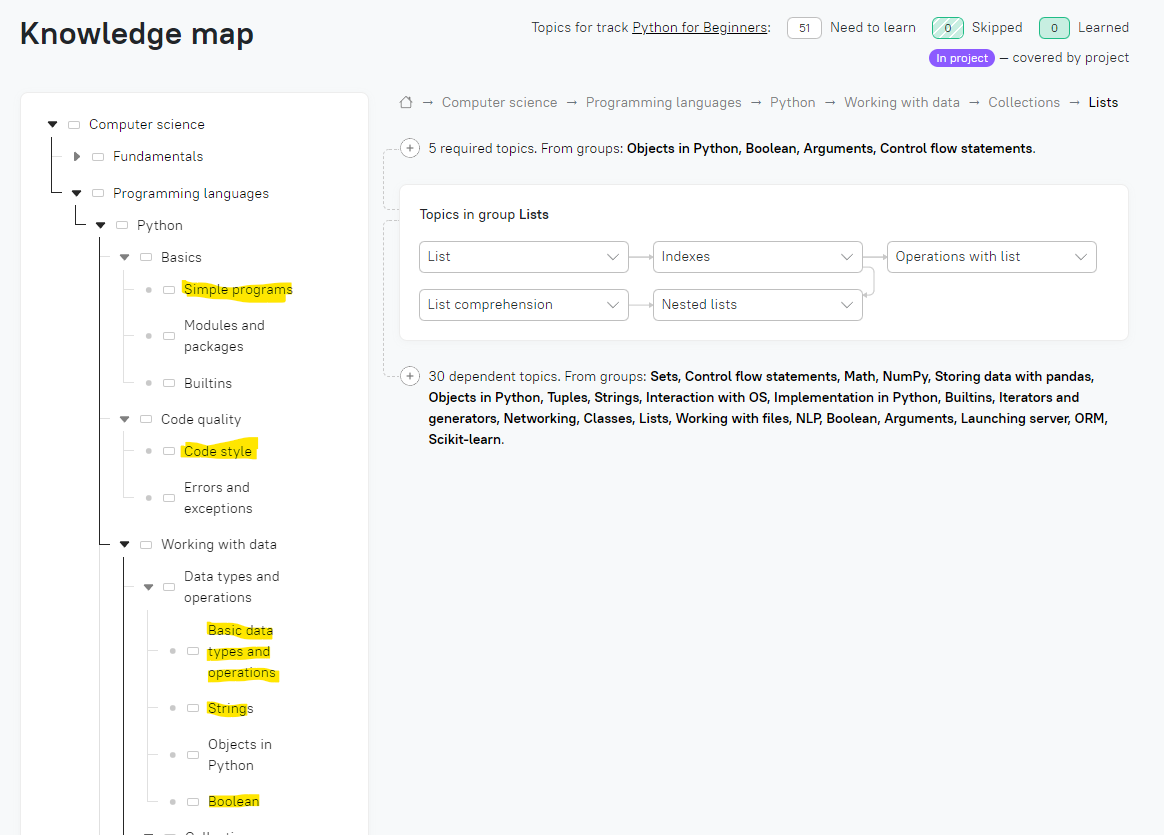 Knowledge map
Topics for track Python for Beginners: 51 Need to learn 0 Skipped 0 Learned
In project – covered by project
Computer science
Fundamentals
Programming languages
Python
Basics
Simple programs
Modules and
packages
Builtins
Code quality
Code style
Errors and
exceptions
Working with data
Data types and
operations
Basic data
types and
operations
Strings
Objects in
Python
Boolean
→ Computer science → Programming languages → Python → Working with data → Collections → Lists
5 required topics. From groups: Objects in Python, Boolean, Arguments, Control flow statements.
Topics in group Lists
List Indexes Operations with list
List comprehension Nested lists
30 dependent topics. From groups: Sets, Control flow statements, Math, NumPy, Storing data with pandas,
Objects in Python, Tuples, Strings, Interaction with OS, Implementation in Python, Builtins, Iterators and
generators, Networking, Classes, Lists, Working with files, NLP, Boolean, Arguments, Launching server, ORM,
Scikit-learn.